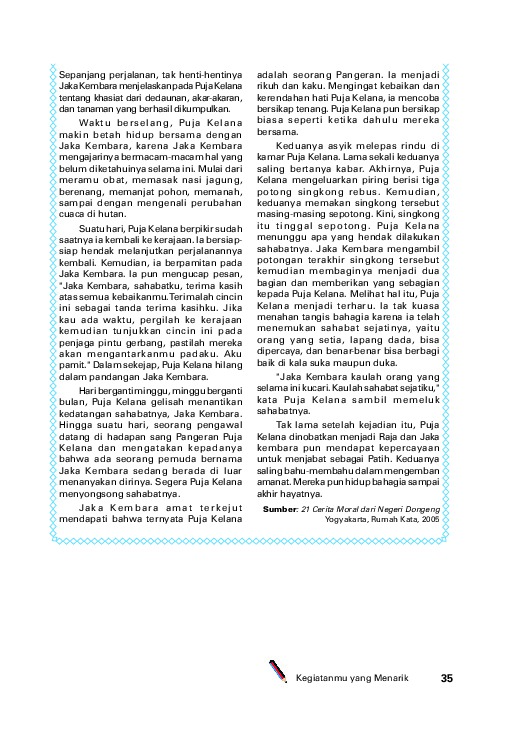 Sepanjang perjalanan, tak henti-hentinya
Jaka Kembara menjelaskan pada Puja Kelana
tentang khasiat dari dedaunan, akar-akaran,
dan tanaman yang berhasil dikumpulkan.
Waktu berselang, Puja Kelana
makin betah hidup bersama dengan
Jaka Kembara, karena Jaka Kembara
mengajarinya bermacam-macam hal yang
belum diketahuinya selama ini. Mulai dari
meramu obat, memasak nasi jagung,
berenang, memanjat pohon, memanah,
sampai dengan mengenali perubahan
cuaca di hutan.
Suatu hari, Puja Kelana berpikir sudah
saatnya ia kembali ke kerajaan. Ia bersiap-
siap hendak melanjutkan perjalanannya
kembali. Kemudian, ia berpamitan pada
Jaka Kembara. Ia pun mengucap pesan,
"Jaka Kembara, sahabatku, terima kasih
atas semua kebaikanmu. Terimalah cincin
ini sebagai tanda terima kasihku. Jika
kau ada waktu, pergilah ke kerajaan
kemudian tunjukkan cincin ini pada
penjaga pintu gerbang, pastilah mereka
akan mengantarkanmu padaku. Aku
pamit." Dalam sekejap, Puja Kelana hilang
dalam pandangan Jaka Kembara.
Hari berganti minggu, minggu berganti
bulan, Puja Kelana gelisah menantikan
kedatangan sahabatnya, Jaka Kembara.
Hingga suatu hari, seorang pengawal
datang di hadapan sang Pangeran Puja
Kelana dan mengatakan kepadanya
bahwa ada seorang pemuda bernama
Jaka Kembara sedang berada di luar
menanyakan dirinya. Segera Puja Kelana
menyongsong sahabatnya.
Jaka Kembara amat terkejut
mendapati bahwa ternyata Puja Kelana
adalah seorang Pangeran. Ia menjadi
rikuh dan kaku. Mengingat kebaikan dan
kerendahan hati Puja Kelana, ia mencoba
bersikap tenang. Puja Kelana pun bersikap
biasa seperti ketika dahulu mereka
bersama.
Keduanya asyik melepas rindu di
kamar Puja Kelana. Lama sekali keduanya
saling bertanya kabar. Akhirnya, Puja
Kelana mengeluarkan piring berisi tiga
potong singkong rebus. Kemudian,
keduanya memakan singkong tersebut
masing-masing sepotong. Kini, singkong
itu tinggal sepotong. Puja Kelana
menunggu apa yang hendak dilakukan
sahabatnya. Jaka Kembara mengambil
potongan terakhir singkong tersebut
kemudian membaginya menjadi dua
bagian dan memberikan yang sebagian
kepada Puja Kelana. Melihat hal itu, Puja
Kelana menjadi terharu. Ia tak kuasa
menahan tangis bahagia karena ia telah
menemukan sahabat sejatinya, yaitu
orang yang setia, lapang dada, bisa
dipercaya, dan benar-benar bisa berbagi
baik di kala suka maupun duka.
"Jaka Kembara kaulah orang yang
selama ini kucari. Kaulah sahabat sejatiku,"
kata Puja Kelana sambil memeluk
sahabatnya.
Tak lama setelah kejadian itu, Puja
Kelana dinobatkan menjadi Raja dan Jaka
kembara pun mendapat kepercayaan
untuk menjabat sebagai Patih. Keduanya
saling bahu-membahu dalam mengemban
amanat. Mereka pun hidup bahagia sampai
akhir hayatnya.
Sumber: 21 Cerita Moral dari Negeri Dongeng
Yogyakarta, Rumah Kata, 2005
Kegiatanmu yang Menarik 35